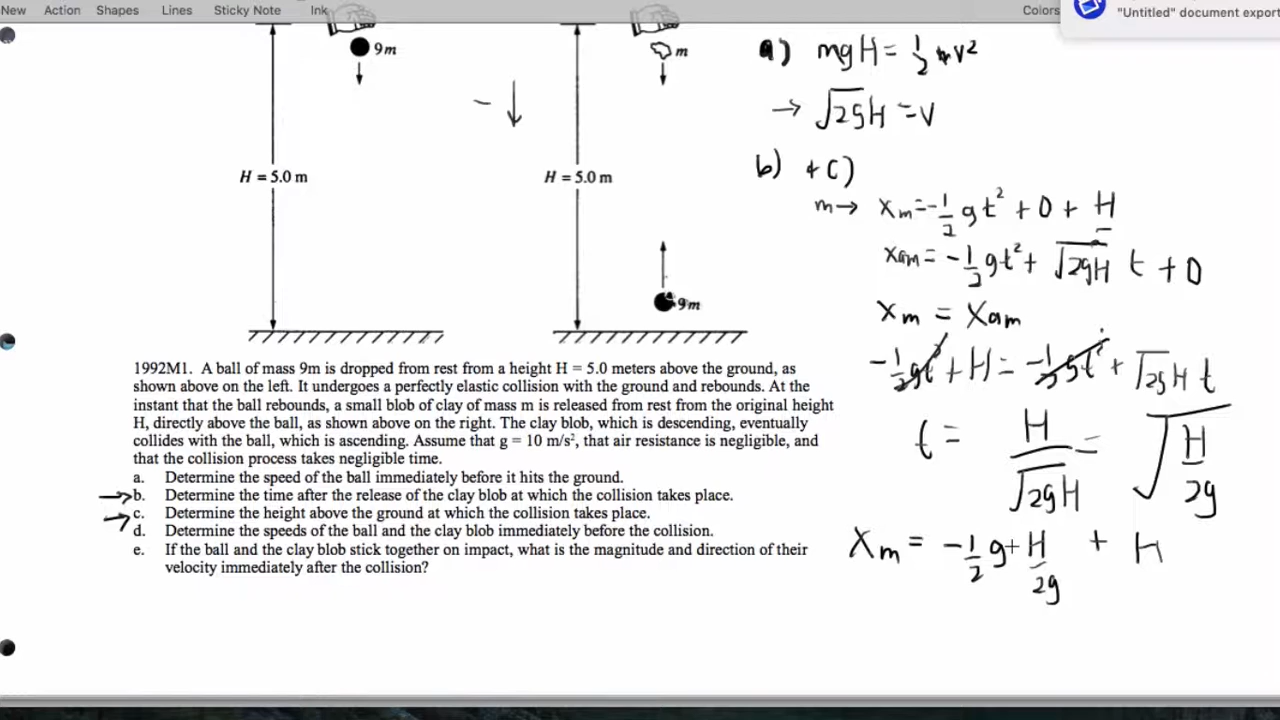 New Action Shapes Lines Sticky Note Ink Colors
"Untitled" document export
9m
m
- ↓
H = 5.0 m
H = 5.0 m
9m
1992M1. A ball of mass 9m is dropped from rest from a height H = 5.0 meters above the ground, as
shown above on the left. It undergoes a perfectly elastic collision with the ground and rebounds. At the
instant that the ball rebounds, a small blob of clay of mass m is released from rest from the original height
H, directly above the ball, as shown above on the right. The clay blob, which is descending, eventually
collides with the ball, which is ascending. Assume that g = 10 m/s², that air resistance is negligible, and
that the collision process takes negligible time.
a. Determine the speed of the ball immediately before it hits the ground.
→ b. Determine the time after the release of the clay blob at which the collision takes place.
→ c. Determine the height above the ground at which the collision takes place.
d. Determine the speeds of the ball and the clay blob immediately before the collision.
e. If the ball and the clay blob stick together on impact, what is the magnitude and direction of their
velocity immediately after the collision?
a) mgH = 1/2 mv²
→ √2gH = v
b) + c)
m→ xm = -1/2 gt² + 0 + H
x9m = -1/2 gt² + √2gH t + 0
xm = x9m
-1/2 gt² + H = -1/2 gt² + √2gH t
t = H/√2gH = √H/2g
xm = -1/2 g+ H/2g + H